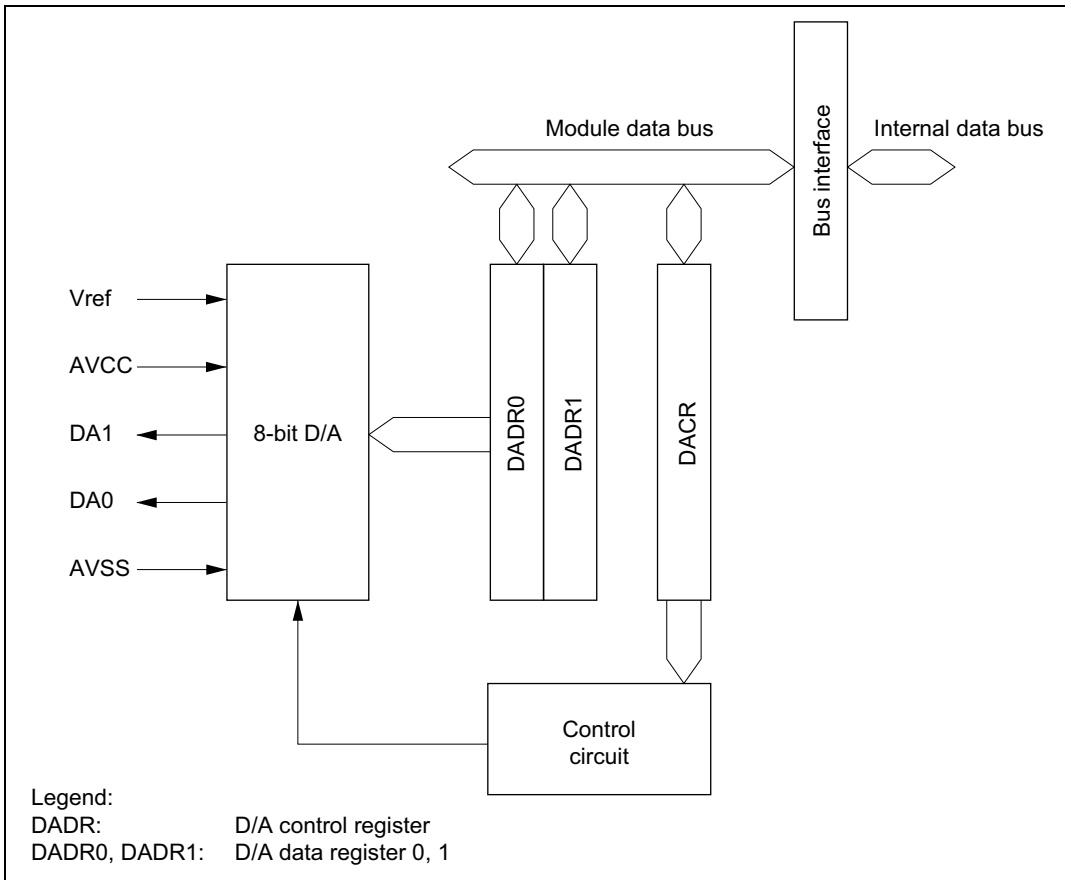 Module data bus
Internal data bus
Bus interface
Vref
AVCC
DA1
DA0
AVSS
8-bit D/A
DADR0
DADR1
DACR
Control
circuit
Legend:
DADR: D/A control register
DADR0, DADR1: D/A data register 0, 1